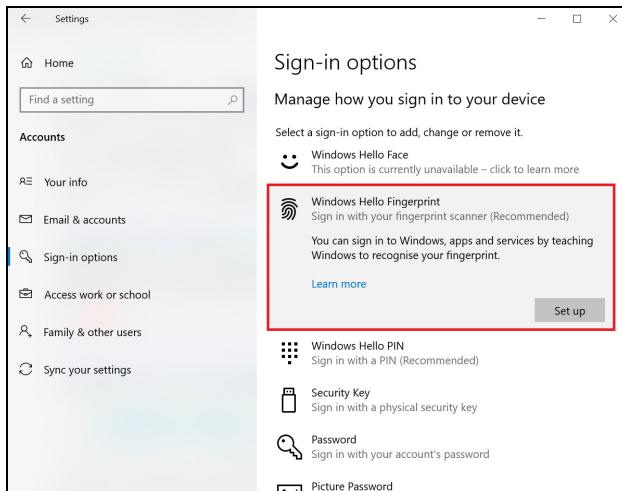 Settings
Home
Find a setting
Accounts
Your info
Email & accounts
Sign-in options
Access work or school
Family & other users
Sync your settings
Sign-in options
Manage how you sign in to your device
Select a sign-in option to add, change or remove it.
Windows Hello Face
This option is currently unavailable – click to learn more
Windows Hello Fingerprint
Sign in with your fingerprint scanner (Recommended)
You can sign in to Windows, apps and services by teaching
Windows to recognise your fingerprint.
Learn more
Set up
Windows Hello PIN
Sign in with a PIN (Recommended)
Security Key
Sign in with a physical security key
Password
Sign in with your account's password
Picture Password